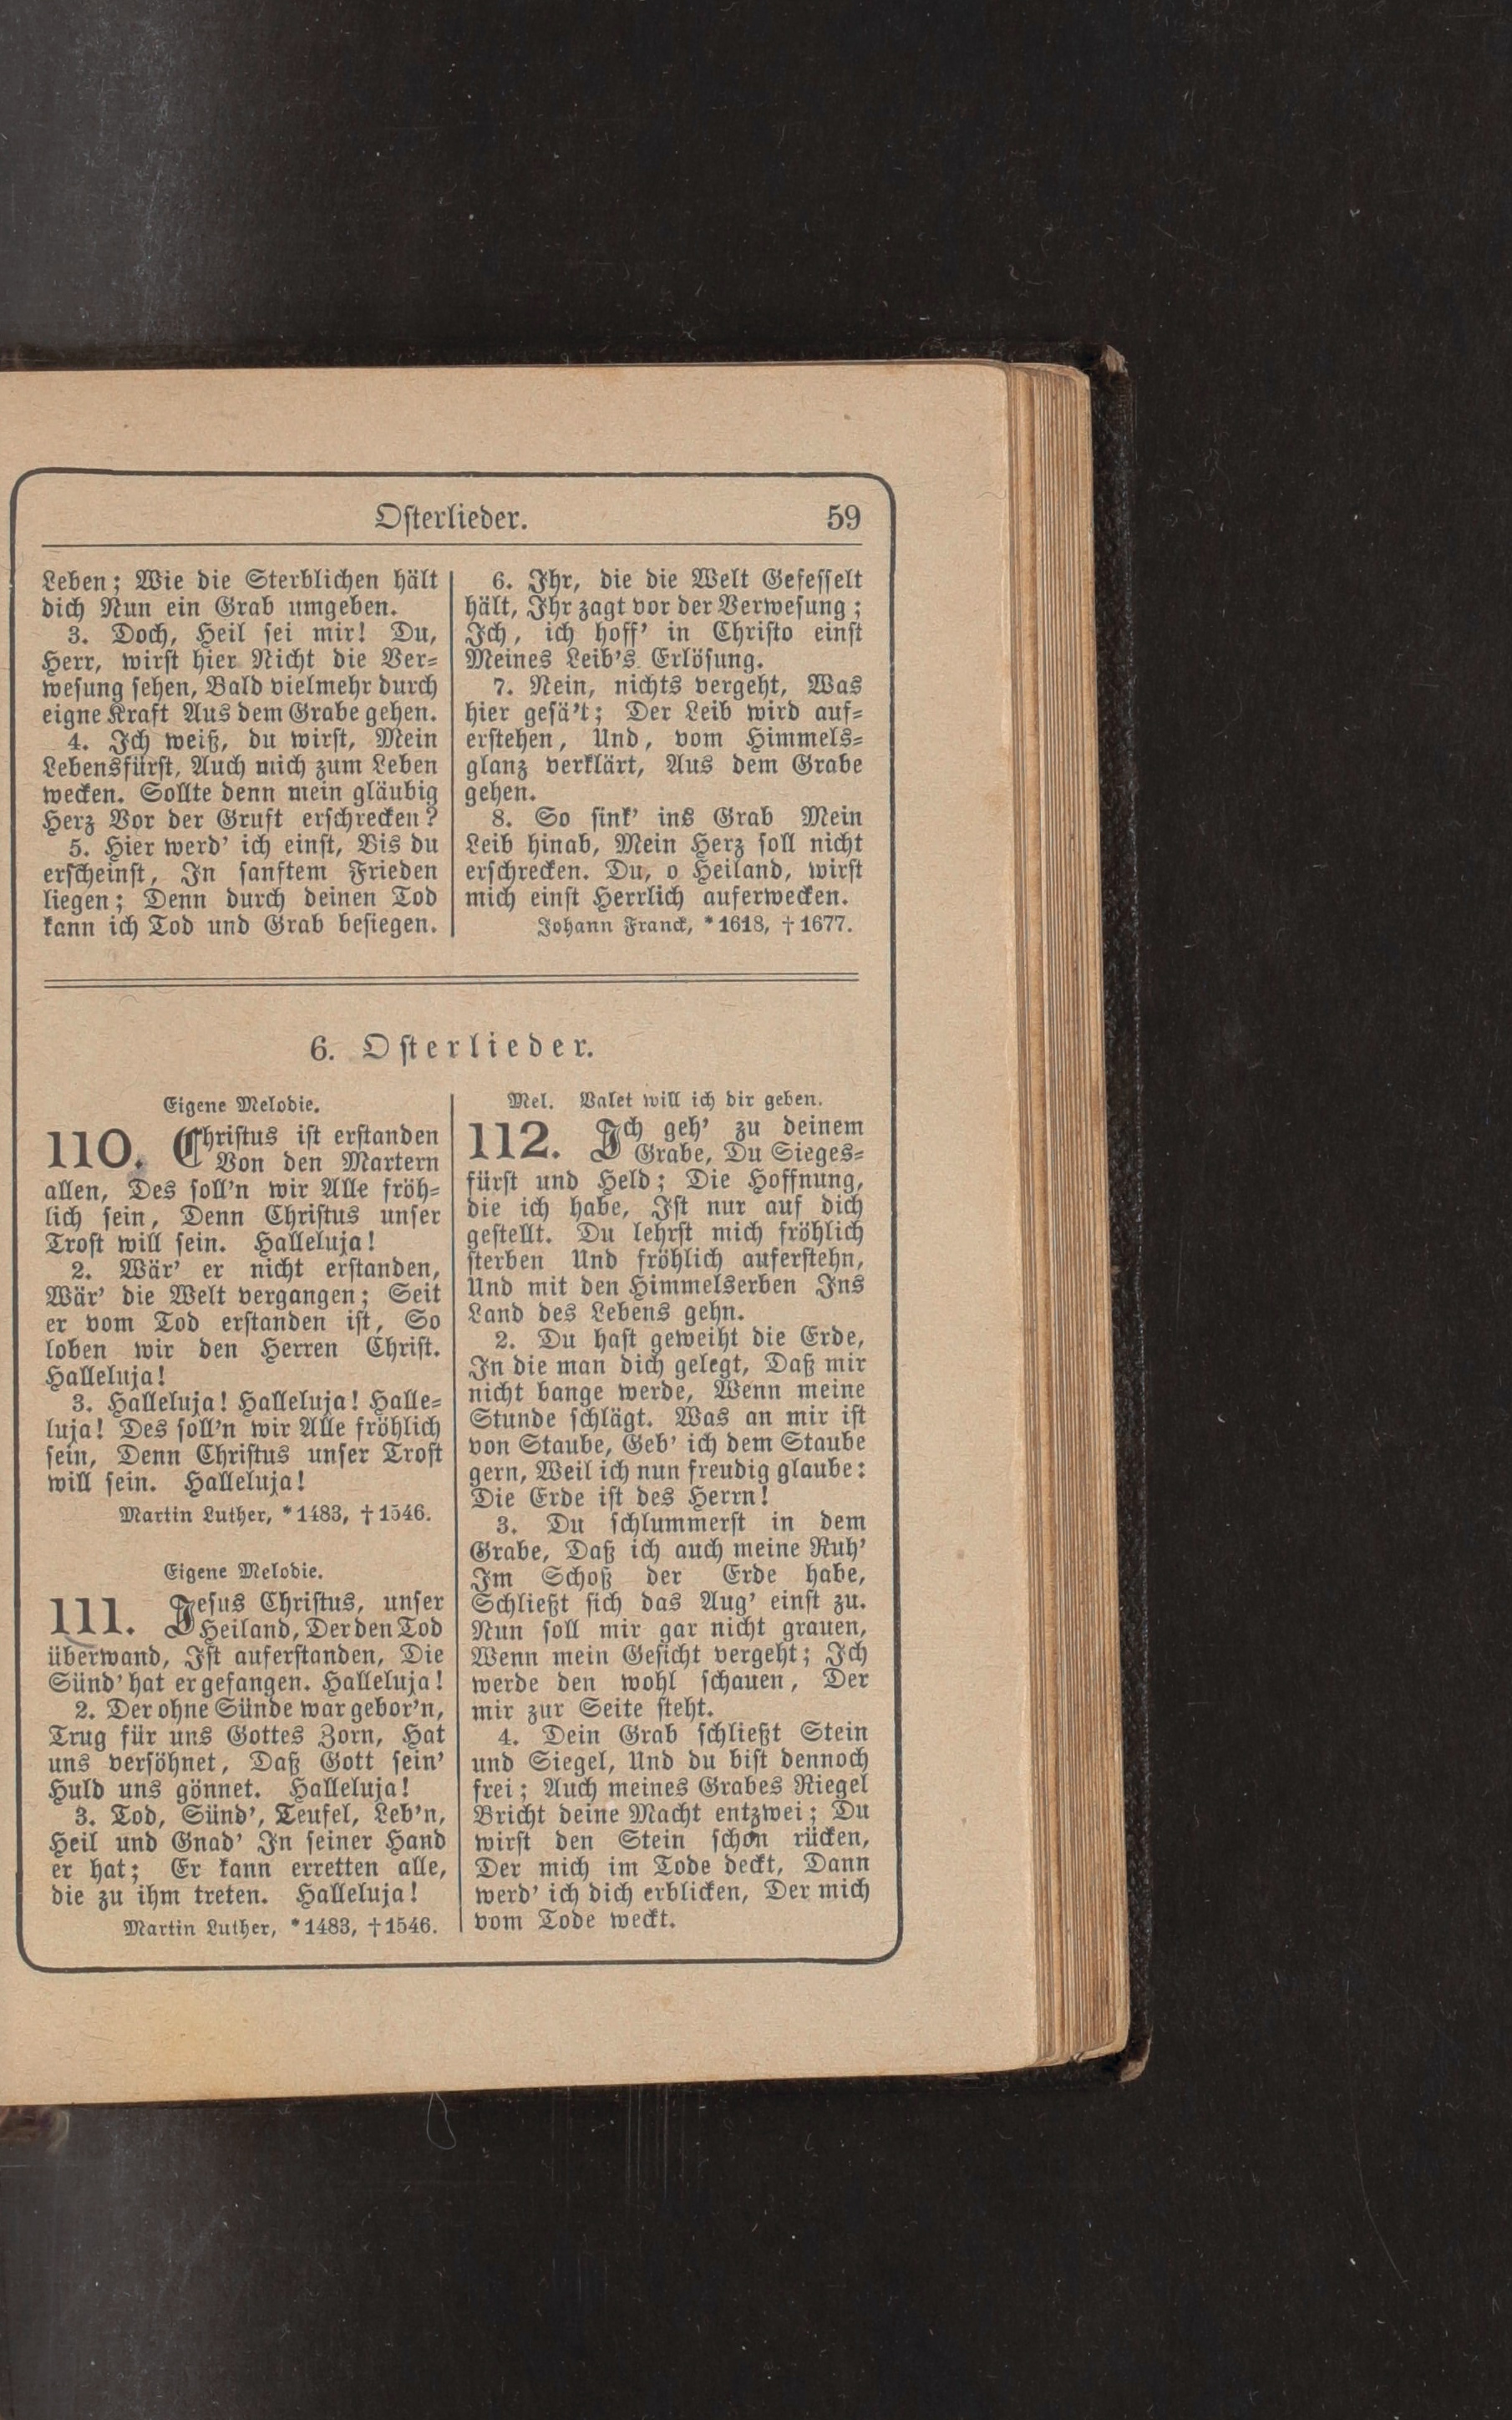 Osterlieder. 59
Leben; Wie die Sterblichen hält
dich Nun ein Grab umgeben.
3. Doch, Heil sei mir! Du,
Herr, wirst hier Nicht die Ver-
wesung sehen, Bald vielmehr durch
eigne Kraft Aus dem Grabe gehen.
4. Ich weiß, du wirst, Mein
Lebensfürst, Auch mich zum Leben
wecken. Sollte denn mein gläubig
Herz Vor der Gruft erschrecken?
5. Hier werd' ich einst, Bis du
erscheinst, In sanftem Frieden
liegen; Denn durch deinen Tod
kann ich Tod und Grab besiegen.
6. Ihr, die die Welt Gefesselt
hält, Ihr zagt vor der Verwesung;
Ich, ich hoff' in Christo einst
Meines Leib's Erlösung.
7. Nein, nichts vergeht, Was
hier gesä't; Der Leib wird auf-
erstehen, Und, vom Himmels-
glanz verklärt, Aus dem Grabe
gehen.
8. So sink' ins Grab Mein
Leib hinab, Mein Herz soll nicht
erschrecken. Du, o Heiland, wirst
mich einst Herrlich auferwecken.
Johann Franck, *1618, †1677.
6. Osterlieder.
Eigene Melodie.
110. Christus ist erstanden
Von den Martern
allen, Des soll'n wir Alle fröh-
lich sein, Denn Christus unser
Trost will sein. Halleluja!
2. Wär' er nicht erstanden,
Wär' die Welt vergangen; Seit
er vom Tod erstanden ist, So
loben wir den Herren Christ.
Halleluja!
3. Halleluja! Halleluja! Halle-
luja! Des soll'n wir Alle fröhlich
sein, Denn Christus unser Trost
will sein. Halleluja!
Martin Luther, *1483, †1546.
Eigene Melodie.
111. Jesus Christus, unser
Heiland, Der den Tod
überwand, Ist auferstanden, Die
Sünd' hat er gefangen. Halleluja!
2. Der ohne Sünde war gebor'n,
Trug für uns Gottes Zorn, Hat
uns versöhnet, Daß Gott sein'
Huld uns gönnet. Halleluja!
3. Tod, Sünd', Teufel, Leb'n,
Heil und Gnad' In seiner Hand
er hat; Er kann erretten alle,
die zu ihm treten. Halleluja!
Martin Luther, *1483, †1546.
Mel. Valet will ich dir geben.
112. Ich geh' zu deinem
Grabe, Du Sieges-
fürst und Held; Die Hoffnung,
die ich habe, Ist nur auf dich
gestellt. Du lehrst mich fröhlich
sterben Und fröhlich auferstehn,
Und mit den Himmelserben Ins
Land des Lebens gehn.
2. Du hast geweiht die Erde,
In die man dich gelegt, Daß mir
nicht bange werde, Wenn meine
Stunde schlägt. Was an mir ist
von Staube, Geb' ich dem Staube
gern, Weil ich nun freudig glaube:
Die Erde ist des Herrn!
3. Du schlummerst in dem
Grabe, Daß ich auch meine Ruh'
Im Schoß der Erde habe,
Schließt sich das Aug' einst zu.
Nun soll mir gar nicht grauen,
Wenn mein Gesicht vergeht; Ich
werde den wohl schauen, Der
mir zur Seite steht.
4. Dein Grab schließt Stein
und Siegel, Und du bist dennoch
frei; Auch meines Grabes Riegel
Bricht deine Macht entzwei; Du
wirst den Stein schon rücken,
Der mich im Tode deckt, Dann
werd' ich dich erblicken, Der mich
vom Tode weckt.